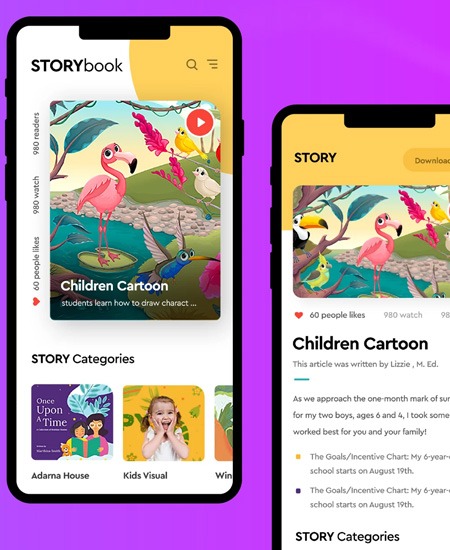 STORYbook
980 readers
980 watch
60 people likes
Children Cartoon
students learn how to draw charact ...
STORY Categories
Once
Upon
A
Time
Adarna House
Kids Visual
Win
STORY
Download
60 people likes
980 watch
98
Children Cartoon
This article was written by Lizzie , M. Ed.
As we approach the one-month mark of sum
for my two boys, ages 6 and 4, I took some
worked best for you and your family!
The Goals/Incentive Chart: My 6-year-o
school starts on August 19th.
The Goals/Incentive Chart: My 6-year-o
school starts on August 19th.
STORY Categories